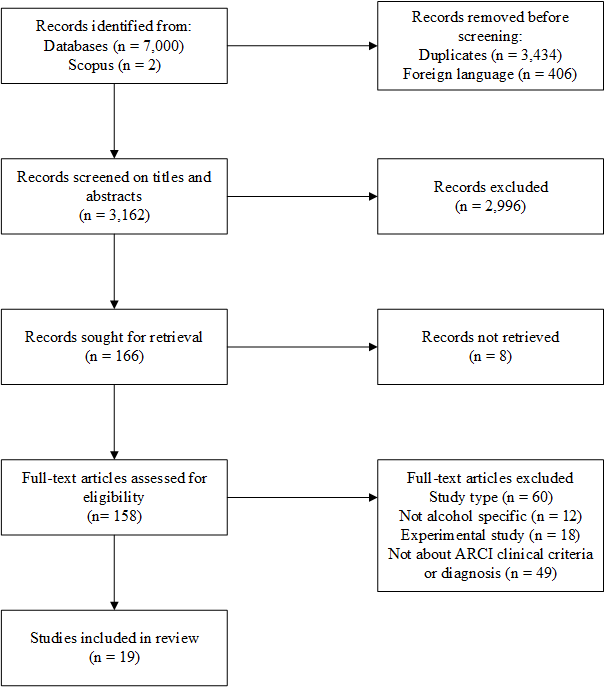 Records identified from:
Databases (n = 7,000)
Scopus (n = 2)
Records removed before
screening:
Duplicates (n = 3,434)
Foreign language (n = 406)
Records screened on titles and
abstracts
(n = 3,162)
Records excluded
(n = 2,996)
Records sought for retrieval
(n = 166)
Records not retrieved
(n = 8)
Full-text articles assessed for
eligibility
(n= 158)
Full-text articles excluded
Study type (n = 60)
Not alcohol specific (n = 12)
Experimental study (n = 18)
Not about ARCI clinical criteria
or diagnosis (n = 49)
Studies included in review
(n = 19)